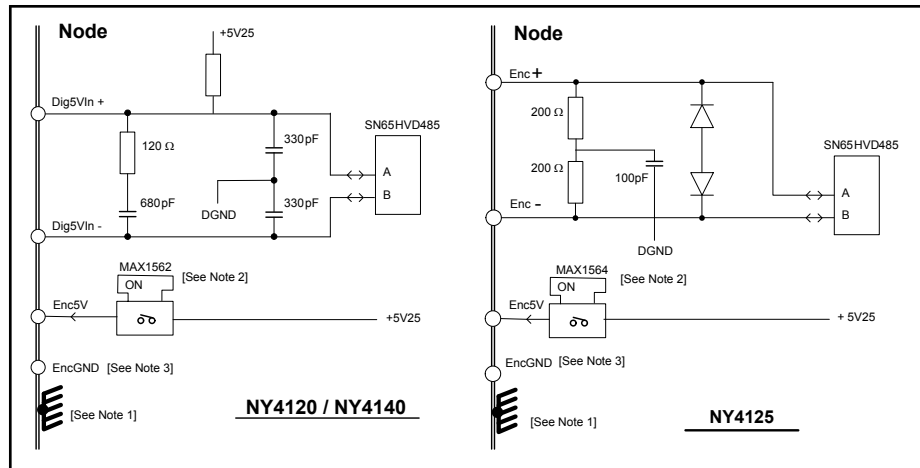 Node
+5V25
Dig5VIn +
120 Ω
330pF
SN65HVD485
A
B
680pF
DGND
330pF
Dig5VIn -
MAX1562
[See Note 2]
ON
Enc5V
+5V25
EncGND [See Note 3]
[See Note 1]
NY4120 / NY4140
Node
Enc+
200 Ω
SN65HVD485
200 Ω
100pF
A
B
Enc -
DGND
MAX1564
[See Note 2]
ON
Enc5V
+ 5V25
EncGND [See Note 3]
[See Note 1]
NY4125